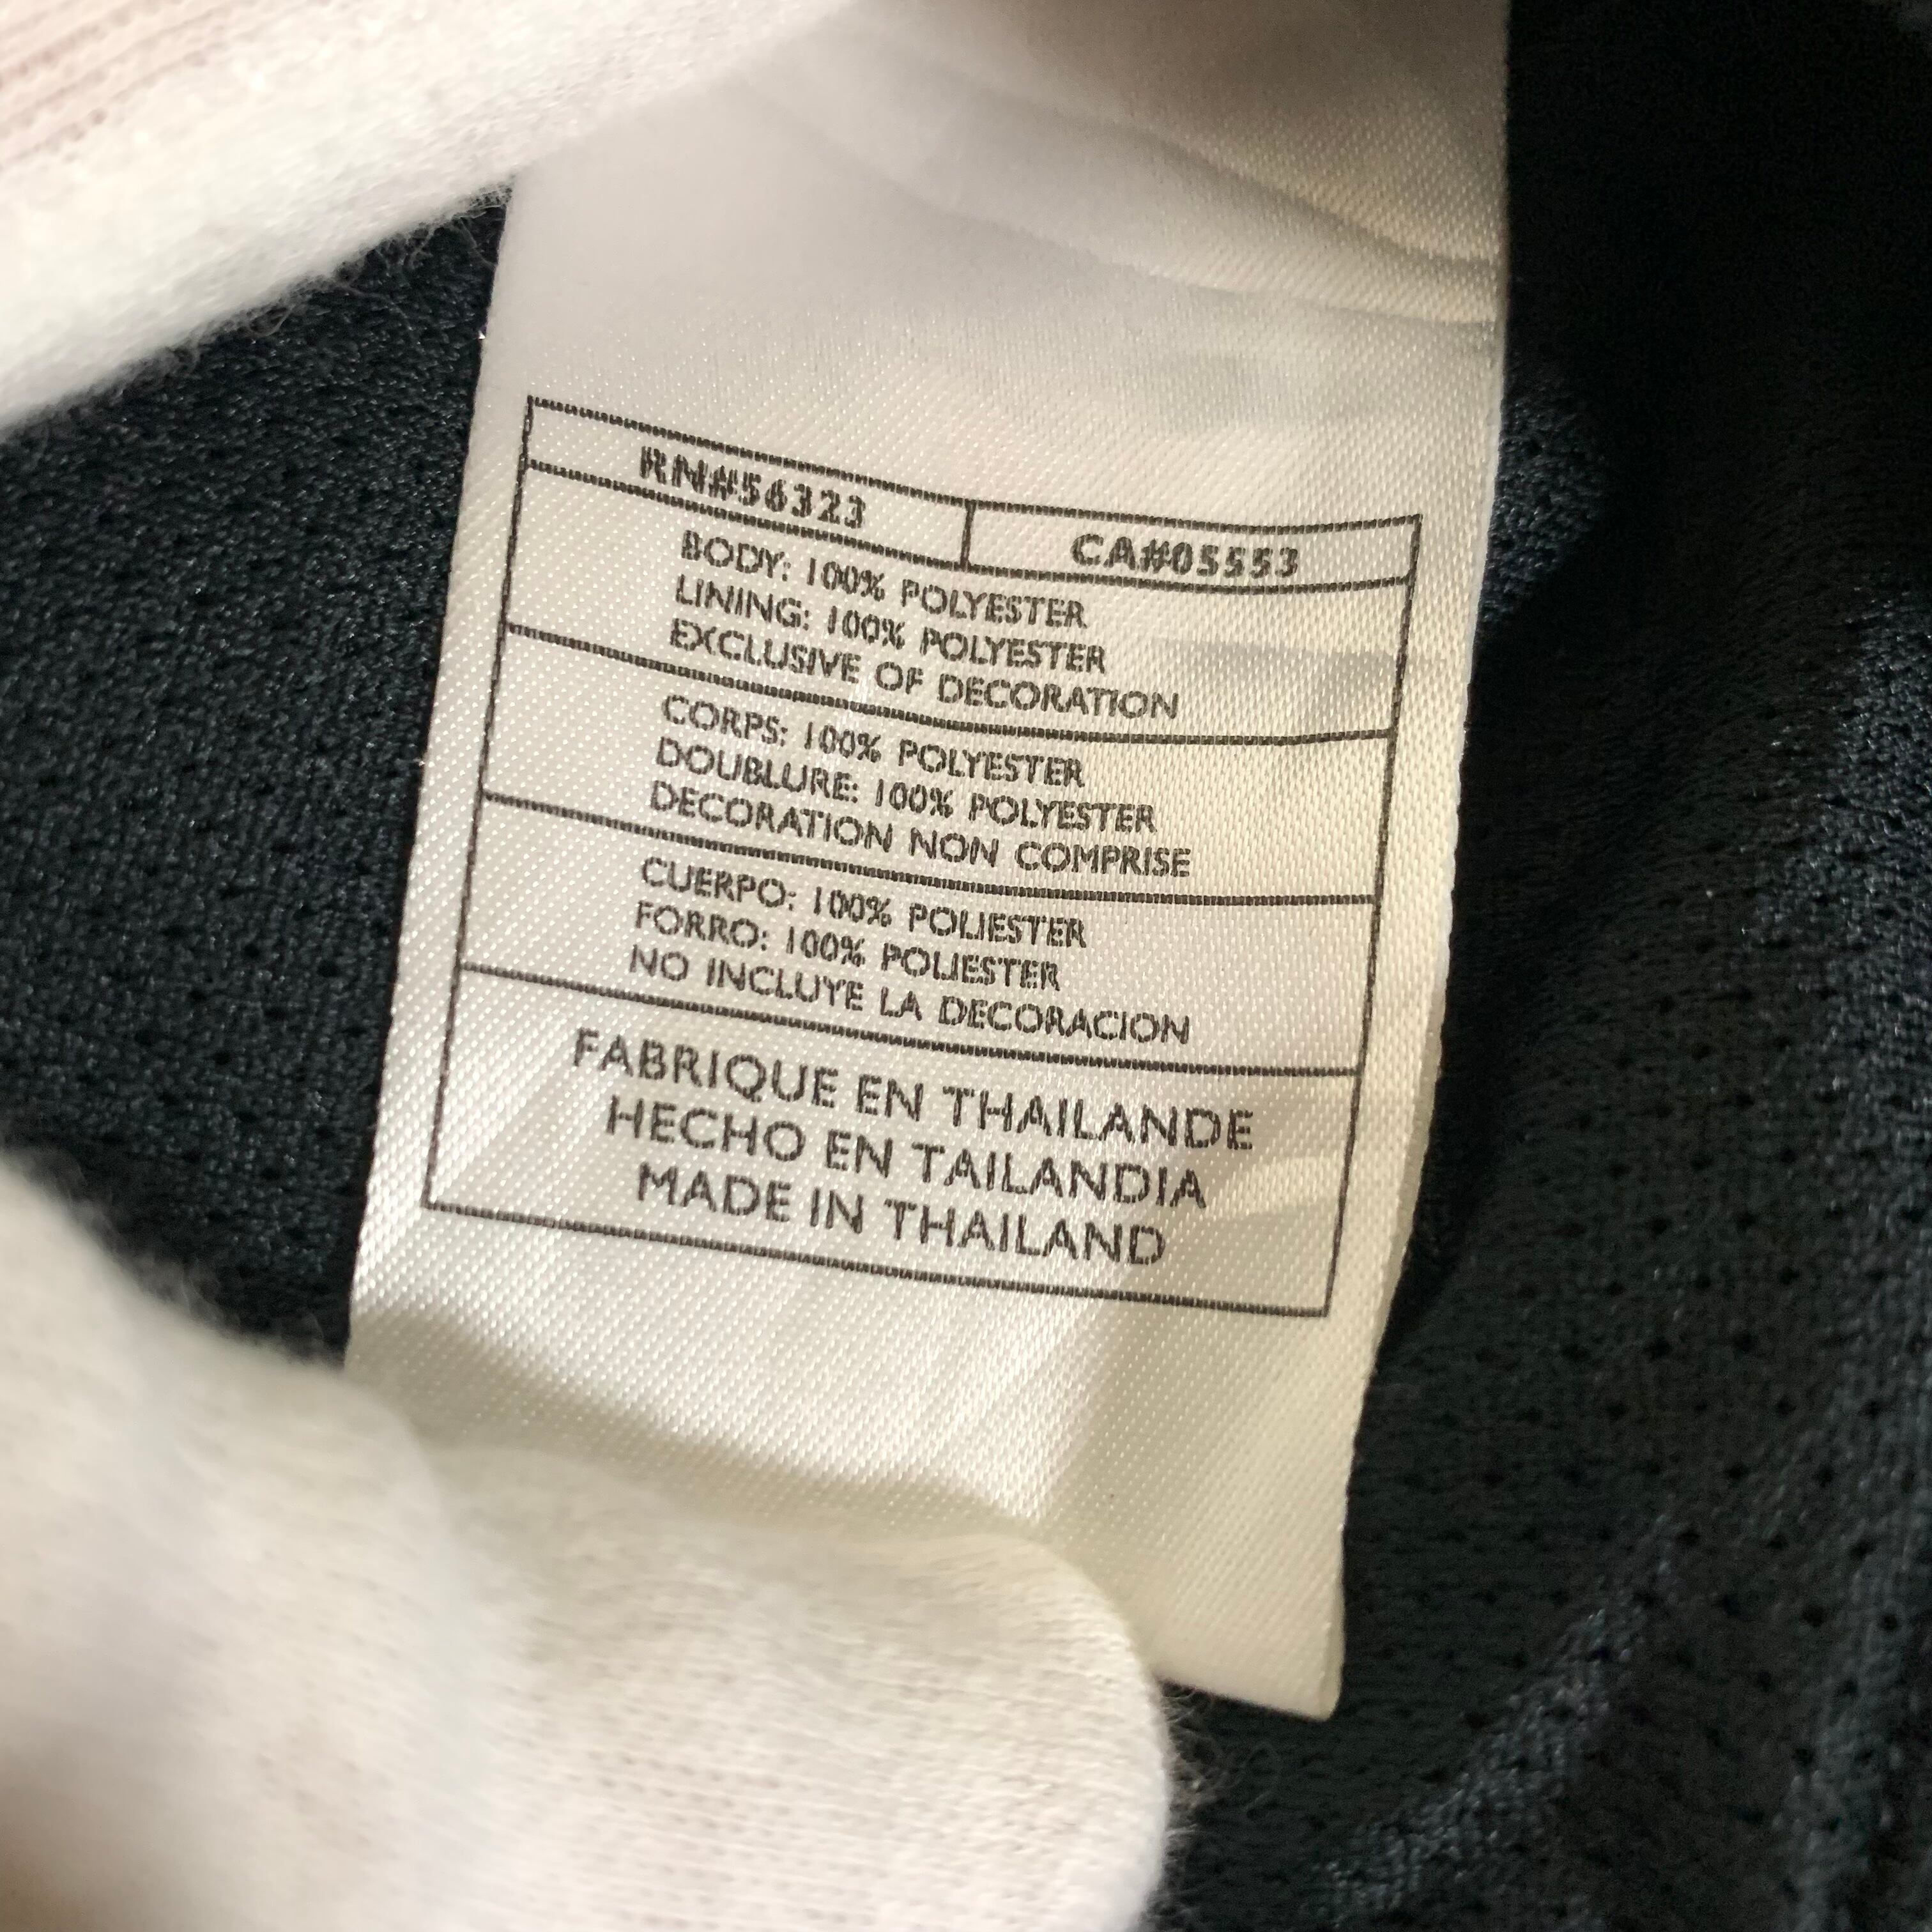 RN#56323
CA#05553
BODY: 100% POLYESTER
LINING: 100% POLYESTER
EXCLUSIVE OF DECORATION
CORPS: 100% POLYESTER
DOUBLURE: 100% POLYESTER
DECORATION NON COMPRISE
CUERPO: 100% POLIESTER
FORRO: 100% POLIESTER
NO INCLUYE LA DECORACION
FABRIQUE EN THAILANDE
HECHO EN TAILANDIA
MADE IN THAILAND